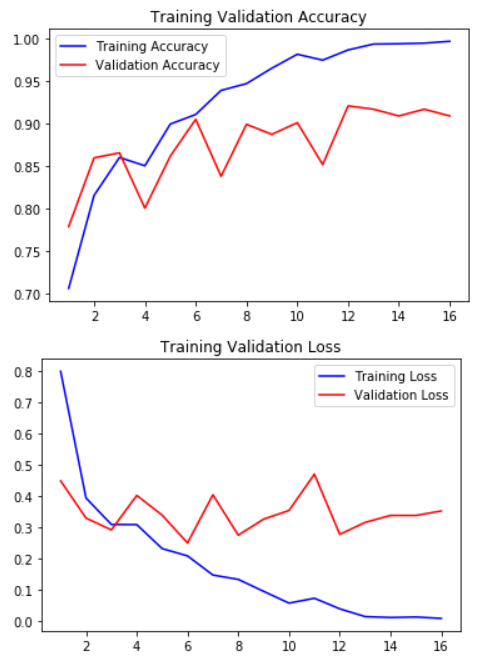 Training Validation Accuracy
1.00
Training Accuracy
Validation Accuracy
0.95
0.90
0.85
0.80
0.75
0.70
2 4 6 8 10 12 14 16
Training Validation Loss
0.8
Training Loss
Validation Loss
0.7
0.6
0.5
0.4
0.3
0.2
0.1
0.0
2 4 6 8 10 12 14 16